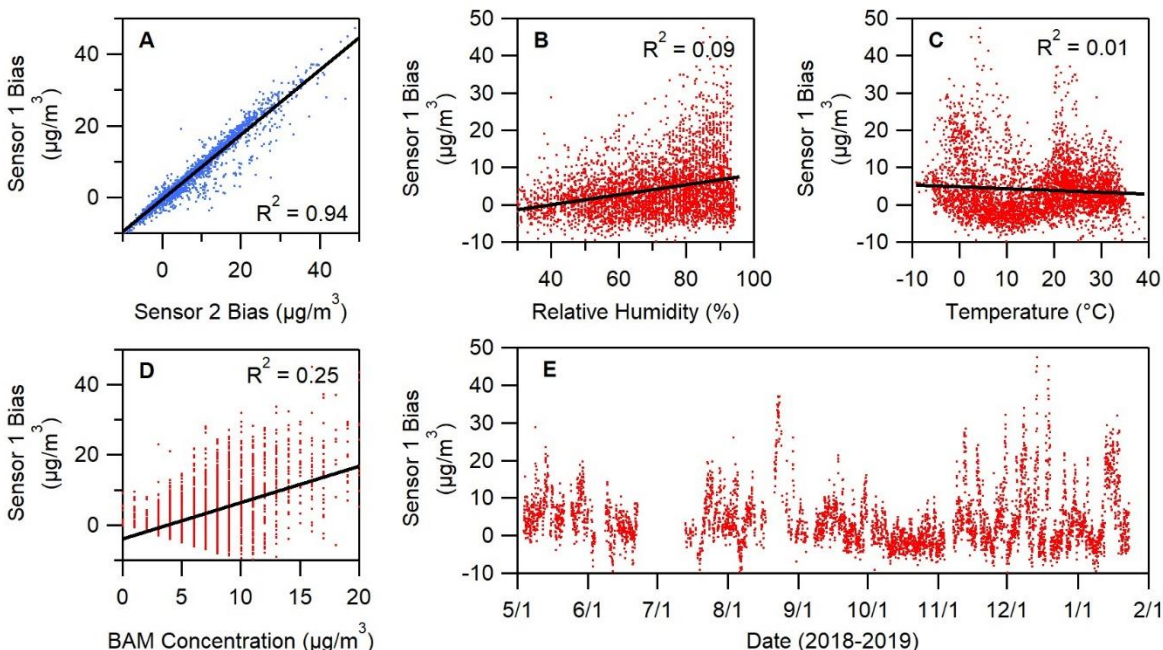 A
R² = 0.94
Sensor 1 Bias
(µg/m³)
40
20
0
0
20
40
Sensor 2 Bias (µg/m³)
B
R² = 0.09
Sensor 1 Bias
(µg/m³)
50
40
30
20
10
0
-10
40
60
80
100
Relative Humidity (%)
C
R² = 0.01
Sensor 1 Bias
(µg/m³)
50
40
30
20
10
0
-10
-10
0
10
20
30
40
Temperature (°C)
D
R² = 0.25
Sensor 1 Bias
(µg/m³)
40
20
0
0
5
10
15
20
BAM Concentration (µg/m³)
E
Sensor 1 Bias
(µg/m³)
50
40
30
20
10
0
-10
5/1
6/1
7/1
8/1
9/1
10/1
11/1
12/1
1/1
2/1
Date (2018-2019)